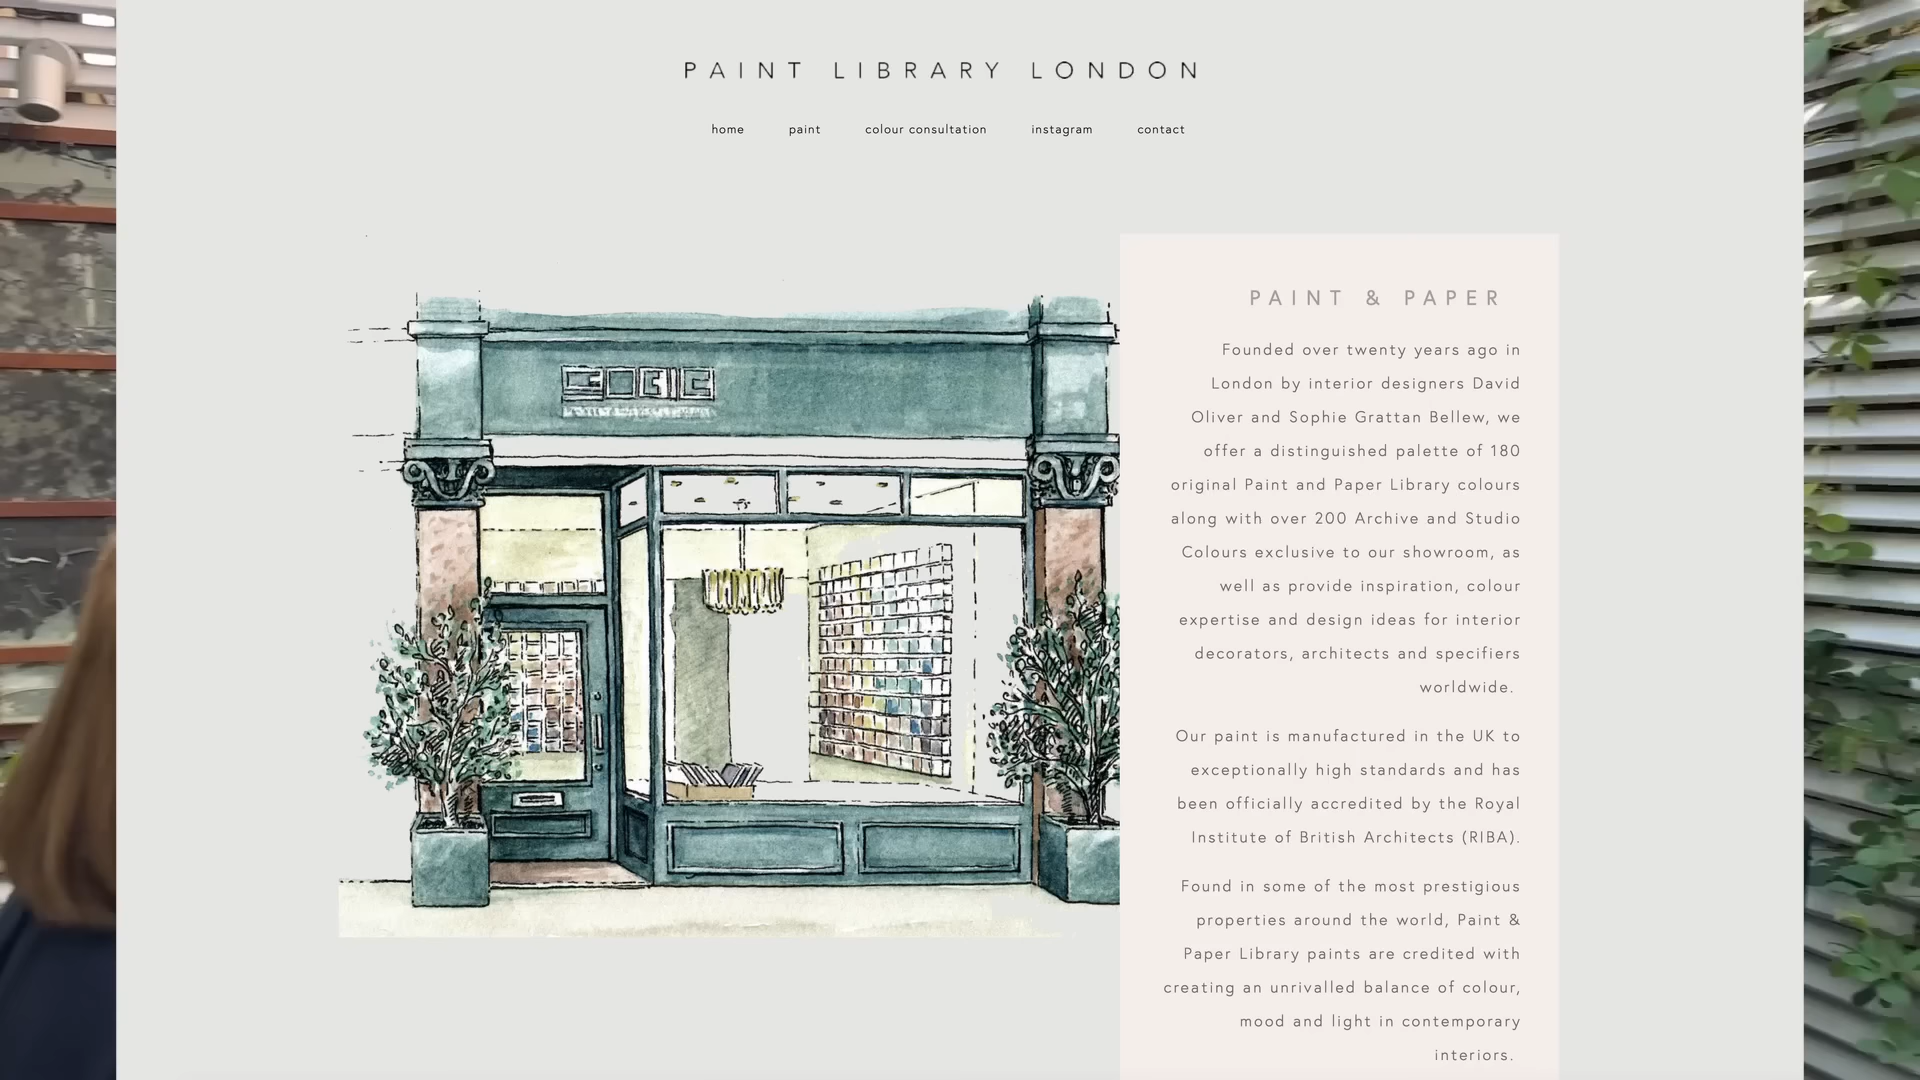 PAINT LIBRARY LONDON
home paint colour consultation instagram contact
PAINT & PAPER
Founded over twenty years ago in
London by interior designers David
Oliver and Sophie Grattan Bellew, we
offer a distinguished palette of 180
original Paint and Paper Library colours
along with over 200 Archive and Studio
Colours exclusive to our showroom, as
well as provide inspiration, colour
expertise and design ideas for interior
decorators, architects and specifiers
worldwide.
Our paint is manufactured in the UK to
exceptionally high standards and has
been officially accredited by the Royal
Institute of British Architects (RIBA).
Found in some of the most prestigious
properties around the world, Paint &
Paper Library paints are credited with
creating an unrivalled balance of colour,
mood and light in contemporary
interiors.